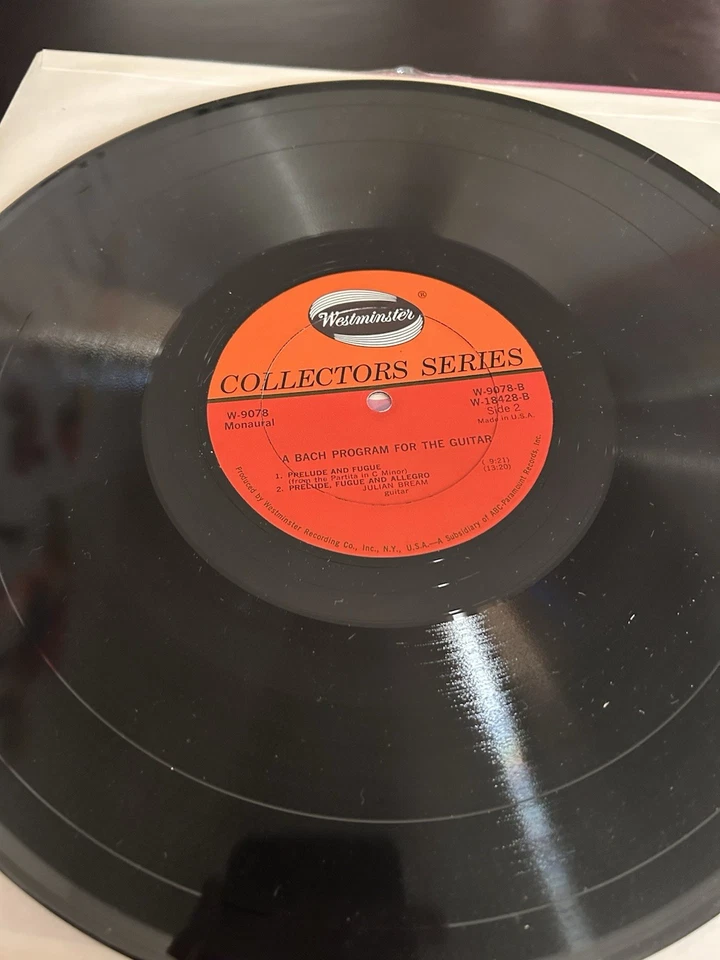 Westminster ®
COLLECTORS SERIES
W-9078
Monaural
W-9078-B
W-18428-B
Side 2
Made in U.S.A.
A BACH PROGRAM FOR THE GUITAR
1. PRELUDE AND FUGUE (9:21)
(from the Partita in C Minor)
2. PRELUDE, FUGUE AND ALLEGRO (13:20)
JULIAN BREAM
guitar
Produced by Westminster Recording Co., Inc., N.Y., U.S.A.—A Subsidiary of ABC-Paramount Records, Inc.